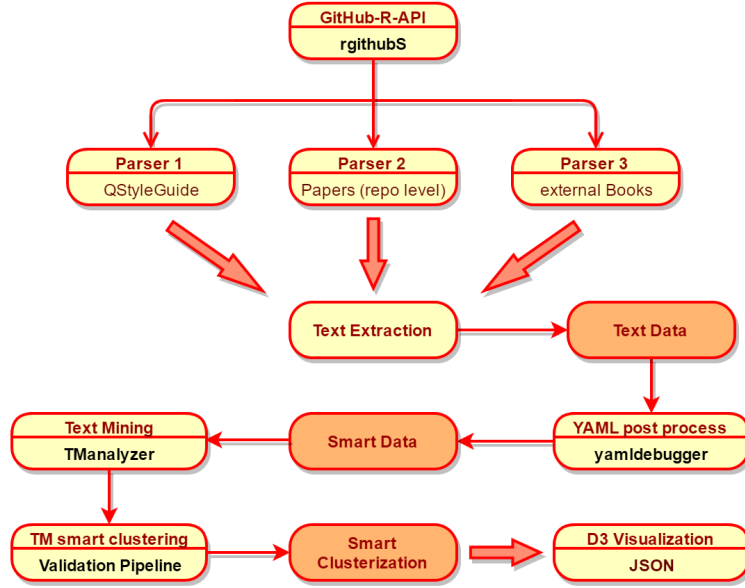 GitHub-R-API
rgithubS
Parser 1
QStyleGuide
Parser 2
Papers (repo level)
Parser 3
external Books
Text Extraction
Text Data
Text Mining
TManalyzer
Smart Data
YAML post process
yamldebugger
TM smart clustering
Validation Pipeline
Smart
Clusterization
D3 Visualization
JSON